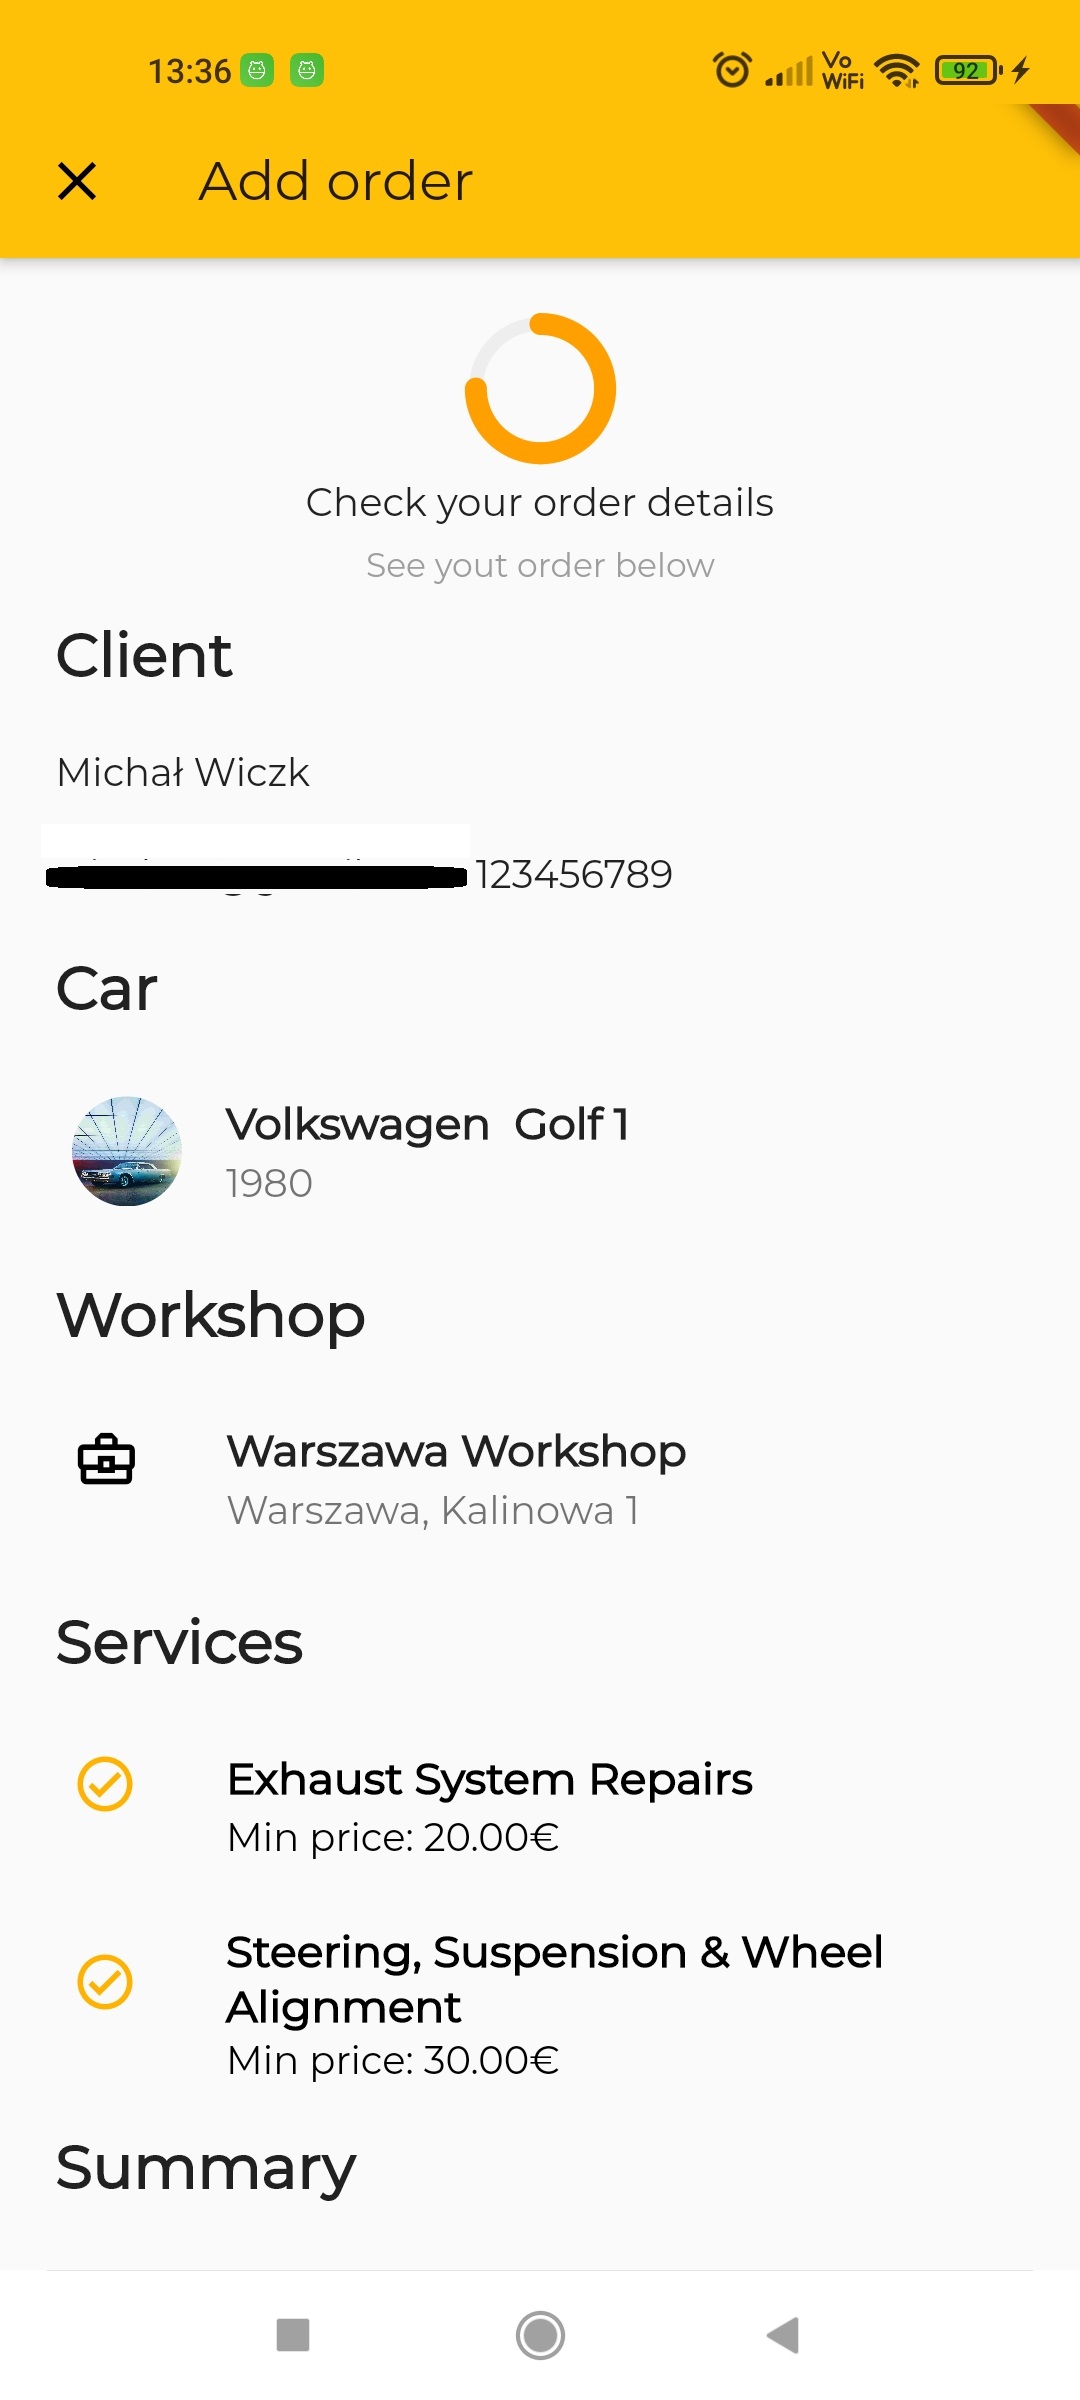 13:36
Vo
WiFi
92
Add order
Check your order details
See yout order below
Client
Michał Wiczk
123456789
Car
Volkswagen  Golf 1
1980
Workshop
Warszawa Workshop
Warszawa, Kalinowa 1
Services
Exhaust System Repairs
Min price: 20.00€
Steering, Suspension & Wheel
Alignment
Min price: 30.00€
Summary